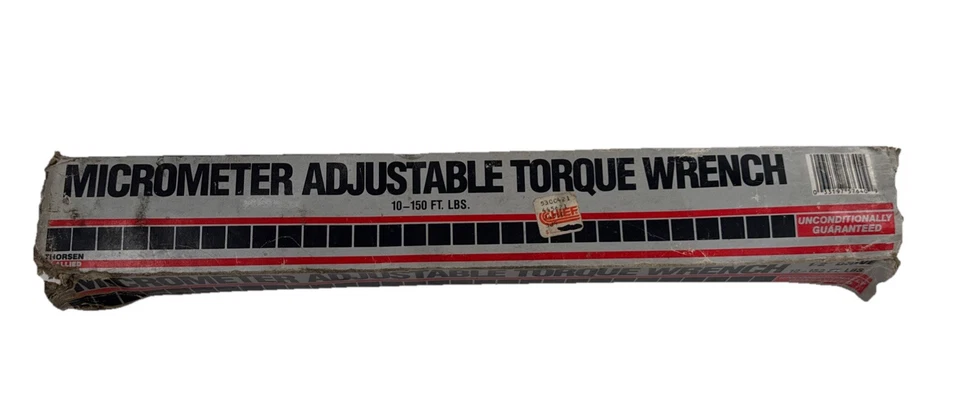 MICROMETER ADJUSTABLE TORQUE WRENCH
10-150 FT. LBS.
UNCONDITIONALLY
GUARANTEED
THORSEN
ALLIED
MICROMETER ADJUSTABLE TORQUE WRENCH